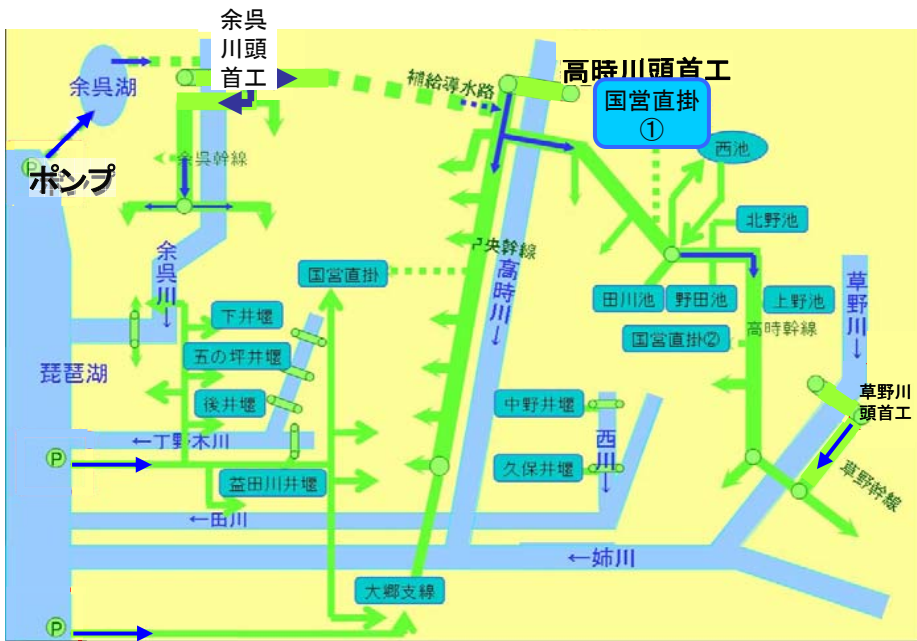 余呉
川頭
首工
余呉湖
補給導水路
高時川頭首工
国営直掛
①
西池
P
ポンプ
余呉幹線
北野池
余呉川→
国営直掛
央幹線
高時川→
田川池
野田池
上野池
草野川→
下井堰
国営直掛②
高時幹線
五の坪井堰
琵琶湖
後井堰
中野井堰
草野川
頭首工
←丁野木川
西川→
P
益田川井堰
久保井堰
草野幹線
←田川
←姉川
大郷支線
P